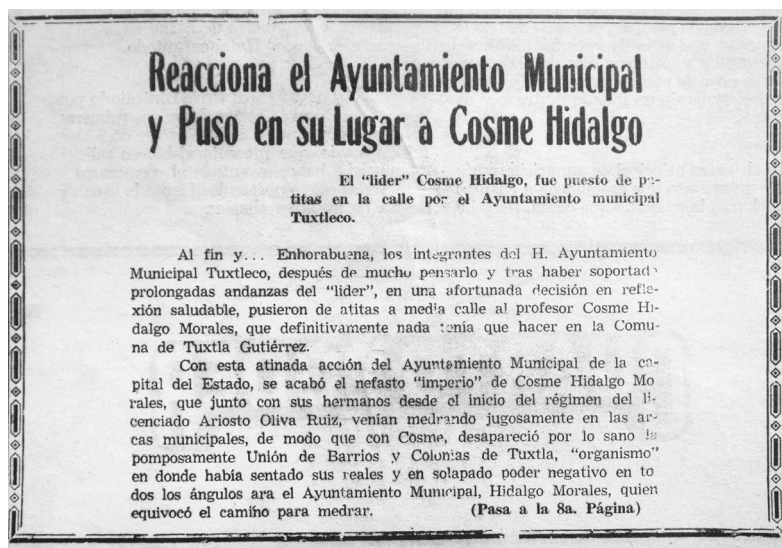 Reacciona el Ayuntamiento Municipal
y Puso en su Lugar a Cosme Hidalgo
El "lider" Cosme Hidalgo, fue puesto de pa-
titas en la calle por el Ayuntamiento municipal
Tuxtleco.
Al fin y... Enhorabuena, los integrantes del H. Ayuntamiento
Municipal Tuxtleco, después de mucho pensarlo y tras haber soportado
prolongadas andanzas del "lider", en una afortunada decisión en refle-
xión saludable, pusieron de atitas a media calle al profesor Cosme Hi-
dalgo Morales, que definitivamente nada tenía que hacer en la Comu-
na de Tuxtla Gutiérrez.
Con esta atinada acción del Ayuntamiento Municipal de la ca-
pital del Estado, se acabó el nefasto "imperio" de Cosme Hidalgo Mo
rales, que junto con sus hermanos desde el inicio del régimen del li-
cenciado Ariosto Oliva Ruiz, venían medrando jugosamente en las ar-
cas municipales, de modo que con Cosme, desapareció por lo sano la
pomposamente Unión de Barrios y Colonias de Tuxtla, "organismo"
en donde había sentado sus reales y en solapado poder negativo en to
dos los ángulos ara el Ayuntamiento Municipal, Hidalgo Morales, quien
equivocó el camiño para medrar. (Pasa a la 8a. Página)